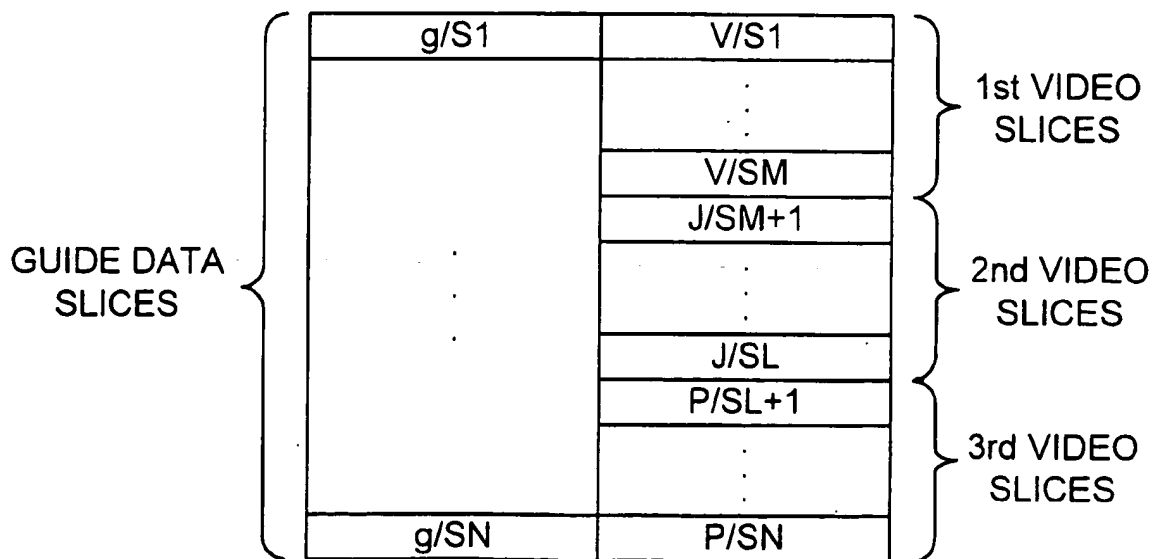 g/S1 V/S1
1st VIDEO
SLICES
V/SM
J/SM+1
GUIDE DATA
SLICES
2nd VIDEO
SLICES
J/SL
P/SL+1
3rd VIDEO
SLICES
g/SN P/SN